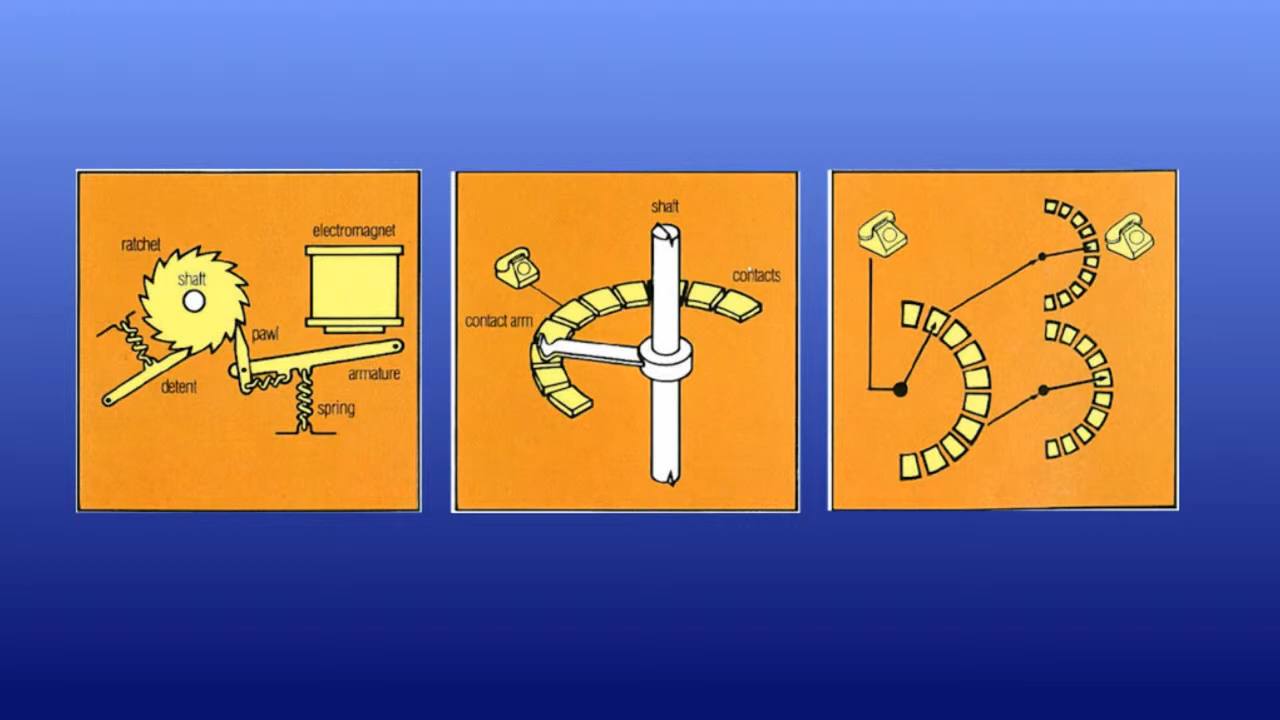 ratchet
shaft
electromagnet
pawl
detent
armature
spring
shaft
contacts
contact arm